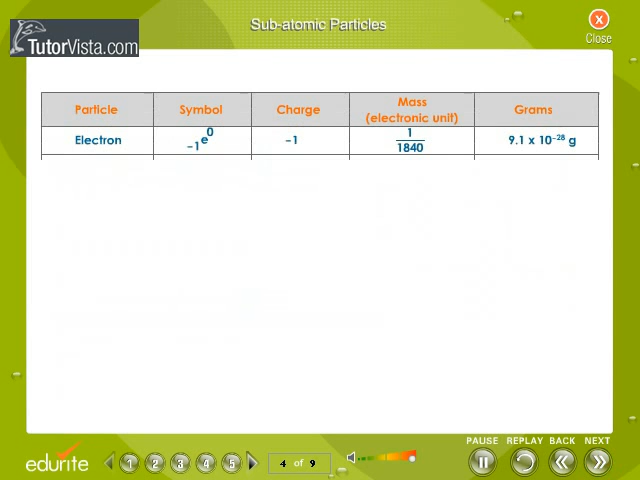 Sub-atomic Particles
X
Close
TutorVista.com
Particle Symbol Charge Mass (electronic unit) Grams
Electron ₋₁e⁰ –1 1/1840 9.1 x 10⁻²⁸ g
PAUSE REPLAY BACK NEXT
edurite 1 2 3 4 5 4 of 9